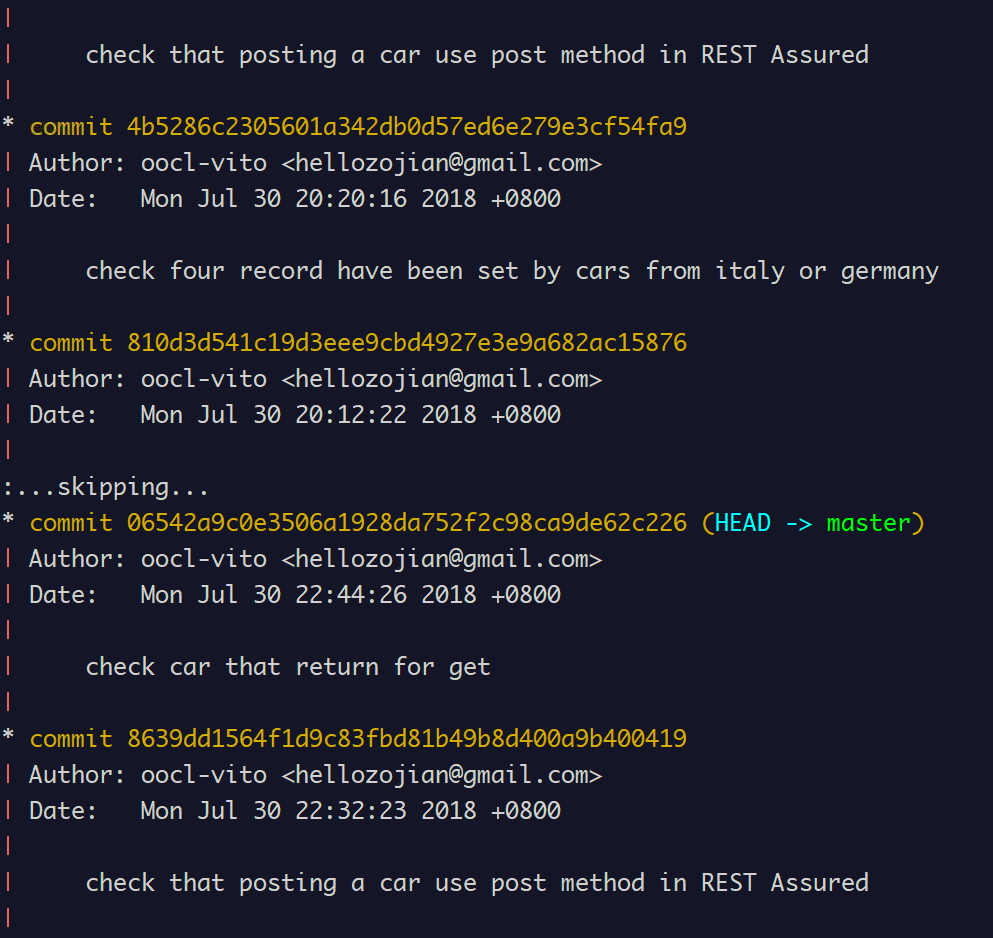 |
|     check that posting a car use post method in REST Assured
|
* commit 4b5286c2305601a342db0d57ed6e279e3cf54fa9
| Author: oocl-vito <hellozojian@gmail.com>
| Date:   Mon Jul 30 20:20:16 2018 +0800
|
|     check four record have been set by cars from italy or germany
|
* commit 810d3d541c19d3eee9cbd4927e3e9a682ac15876
| Author: oocl-vito <hellozojian@gmail.com>
| Date:   Mon Jul 30 20:12:22 2018 +0800
|
:...skipping...
* commit 06542a9c0e3506a1928da752f2c98ca9de62c226 (HEAD -> master)
| Author: oocl-vito <hellozojian@gmail.com>
| Date:   Mon Jul 30 22:44:26 2018 +0800
|
|     check car that return for get
|
* commit 8639dd1564f1d9c83fbd81b49b8d400a9b400419
| Author: oocl-vito <hellozojian@gmail.com>
| Date:   Mon Jul 30 22:32:23 2018 +0800
|
|     check that posting a car use post method in REST Assured
|